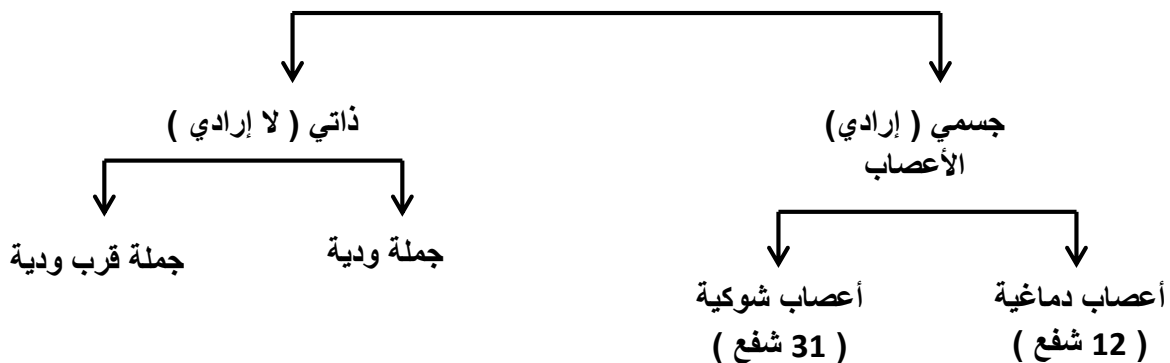 جسمي ( إرادي)
الأعصاب
ذاتي ( لا إرادي )
أعصاب دماغية
( 12 شفع )
أعصاب شوكية
( 31 شفع )
جملة ودية
جملة قرب ودية